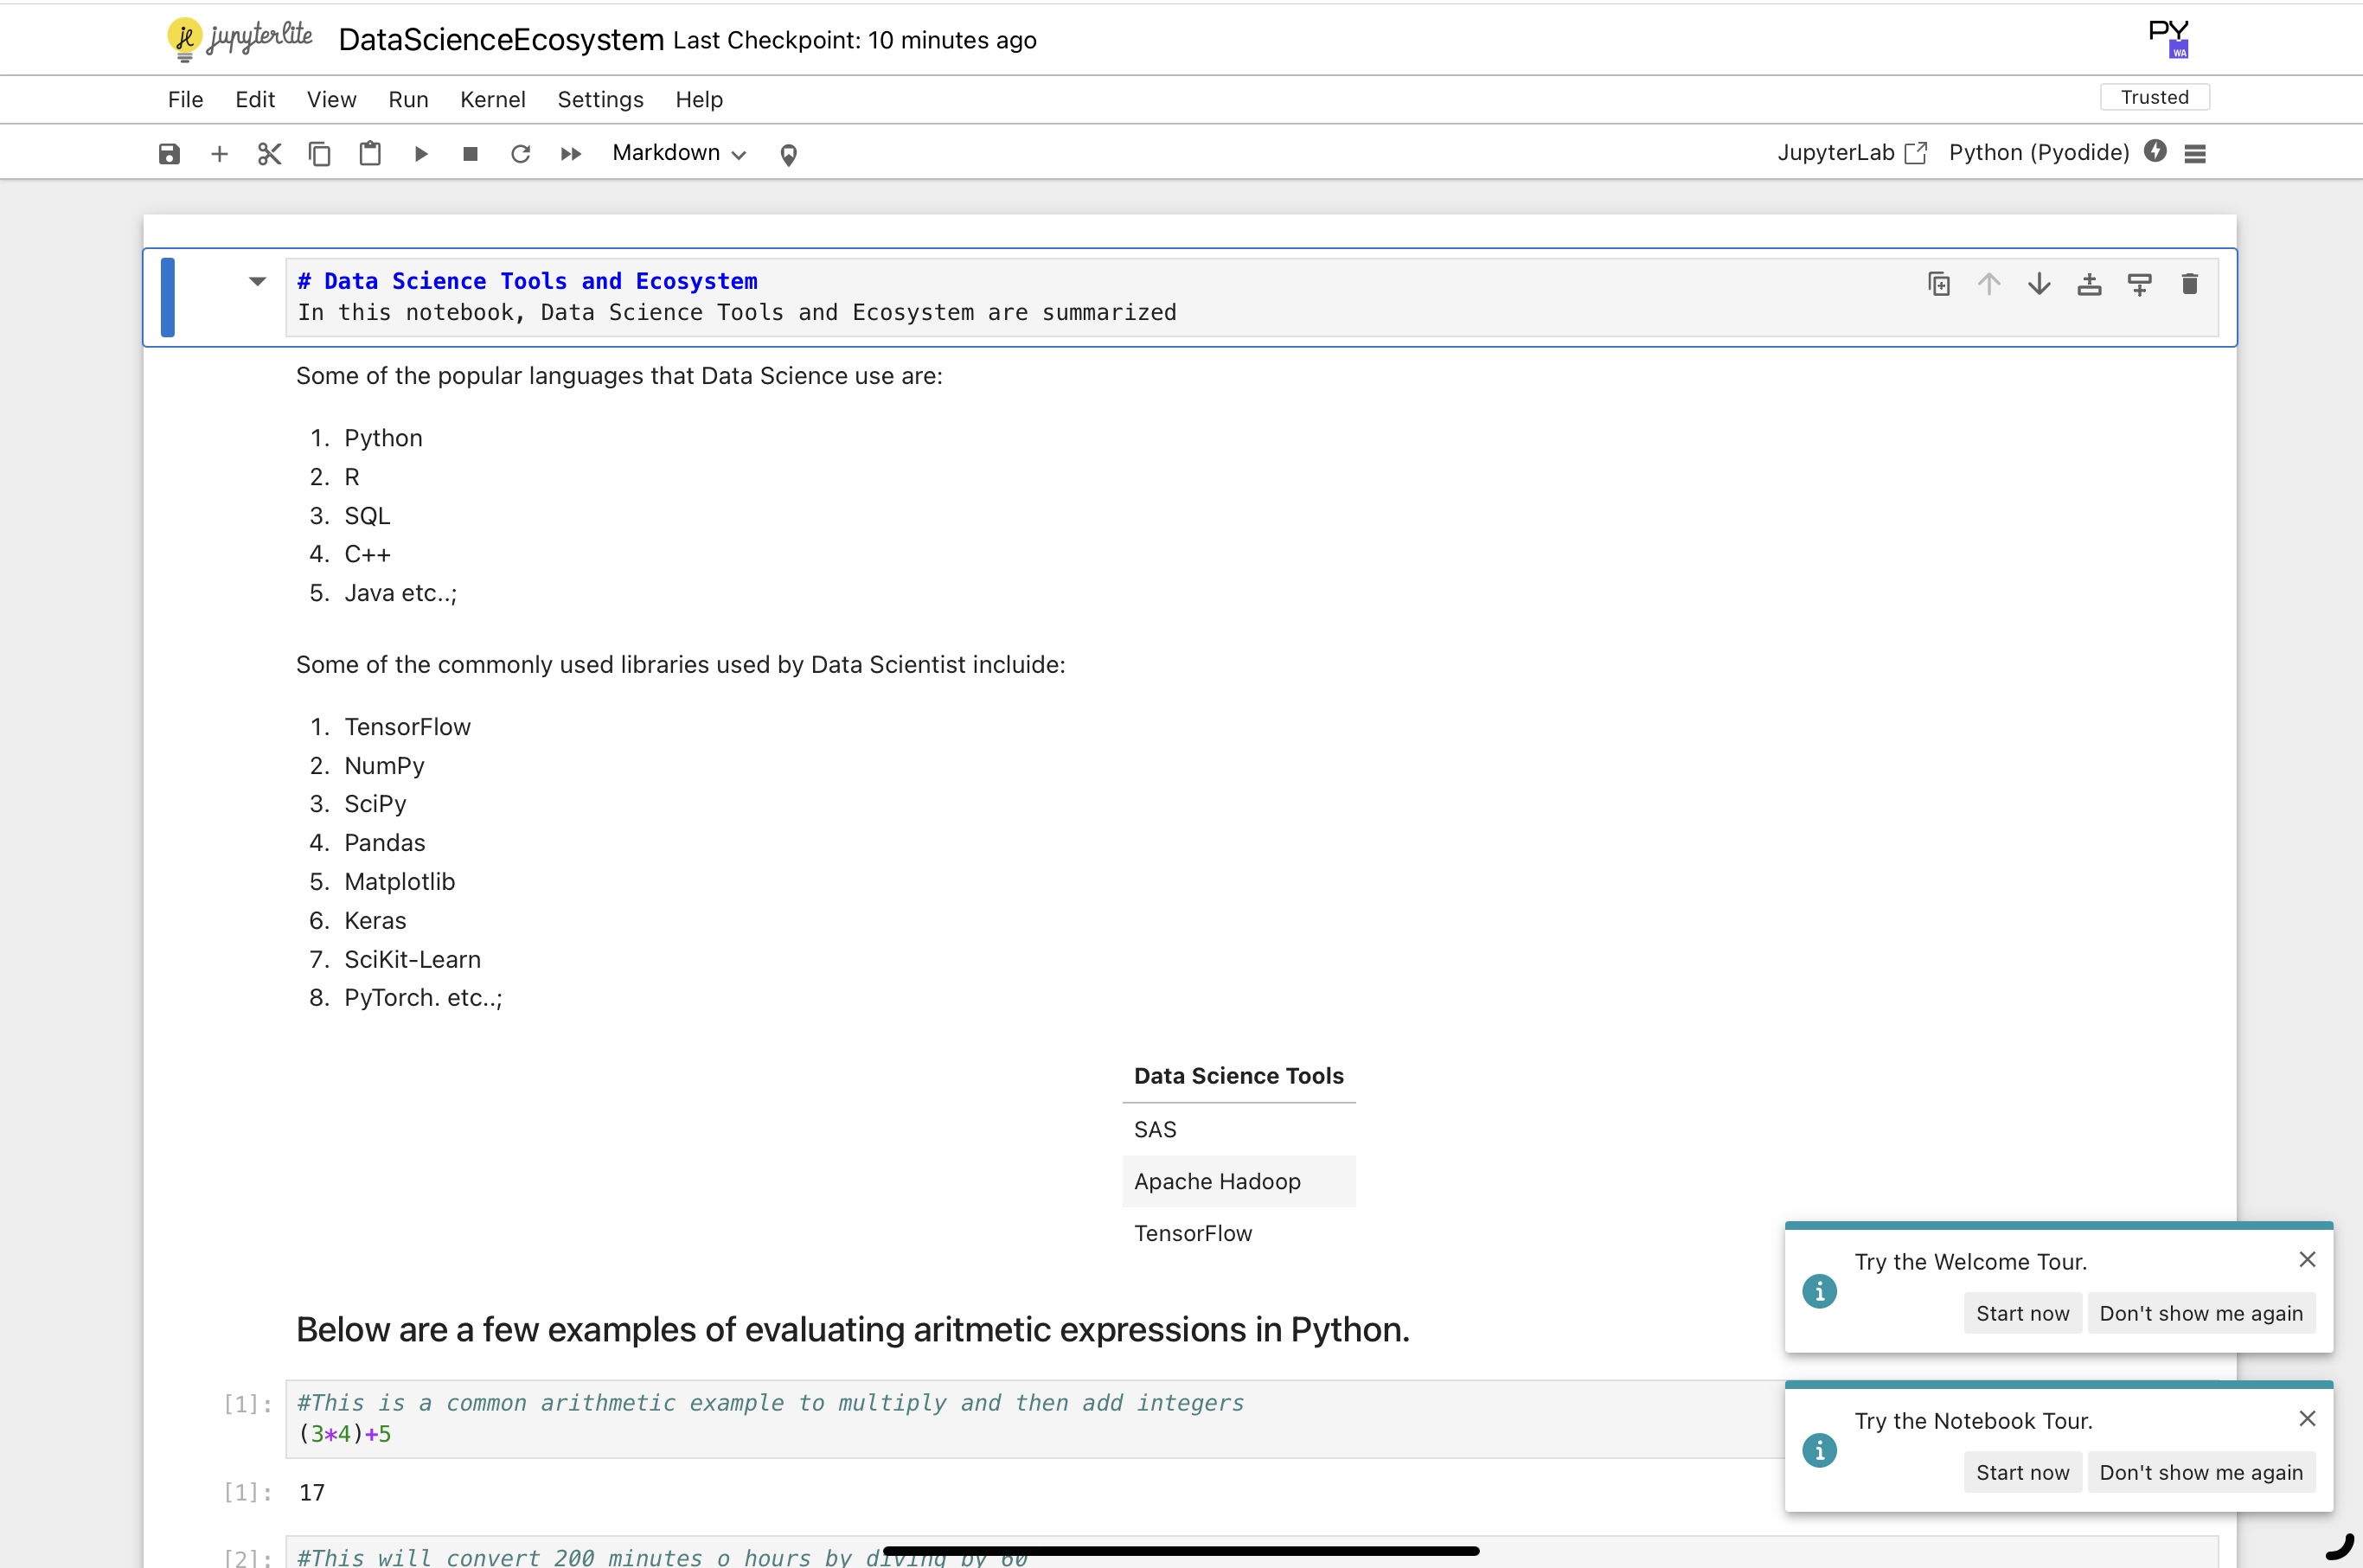 jupyterlite DataScienceEcosystem Last Checkpoint: 10 minutes ago
PY
WA
File Edit View Run Kernel Settings Help
Trusted
Markdown
JupyterLab Python (Pyodide)
# Data Science Tools and Ecosystem
In this notebook, Data Science Tools and Ecosystem are summarized
Some of the popular languages that Data Science use are:
1. Python
2. R
3. SQL
4. C++
5. Java etc..;
Some of the commonly used libraries used by Data Scientist incluide:
1. TensorFlow
2. NumPy
3. SciPy
4. Pandas
5. Matplotlib
6. Keras
7. SciKit-Learn
8. PyTorch. etc..;
Data Science Tools
SAS
Apache Hadoop
TensorFlow
Below are a few examples of evaluating aritmetic expressions in Python.
[1]: #This is a common arithmetic example to multiply and then add integers
(3*4)+5
[1]: 17
[2]: #This will convert 200 minutes o hours by diving by 60
Try the Welcome Tour.
Start now Don't show me again
Try the Notebook Tour.
Start now Don't show me again